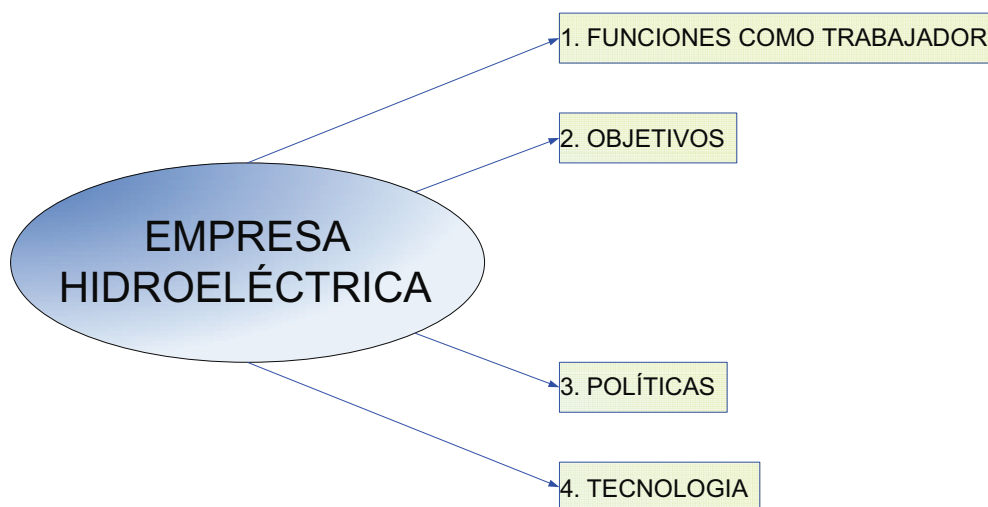 1. FUNCIONES COMO TRABAJADOR
2. OBJETIVOS
EMPRESA
HIDROELÉCTRICA
3. POLÍTICAS
4. TECNOLOGIA